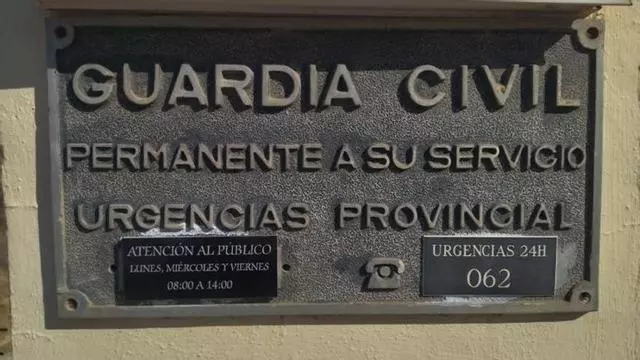 GUARDIA CIVIL
PERMANENTE A SU SERVICIO
URGENCIAS PROVINCIAL
ATENCIÓN AL PÚBLICO
LUNES, MIÉRCOLES Y VIERNES
08:00 A 14:00
URGENCIAS 24H
062